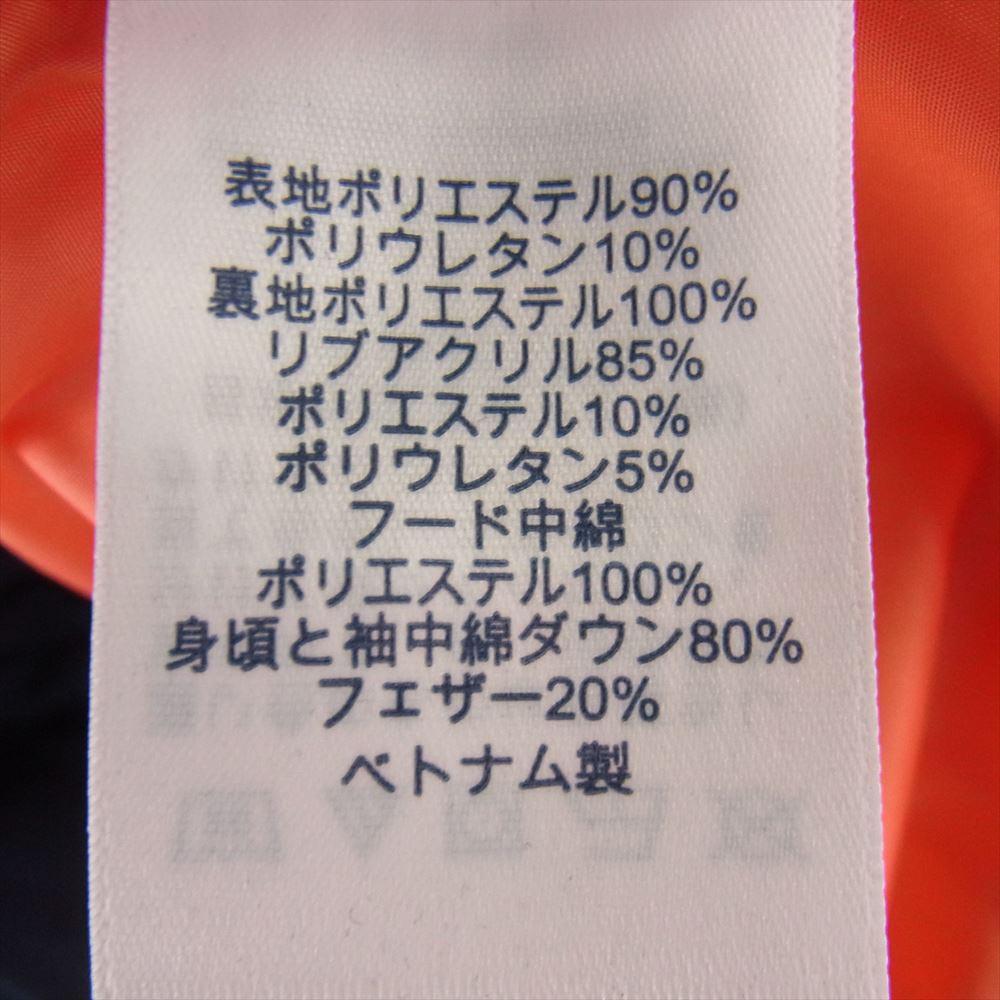 表地ポリエステル90%
ポリウレタン10%
裏地ポリエステル100%
リブアクリル85%
ポリエステル10%
ポリウレタン5%
フード中綿
ポリエステル100%
身頃と袖中綿ダウン80%
フェザー20%
ベトナム製